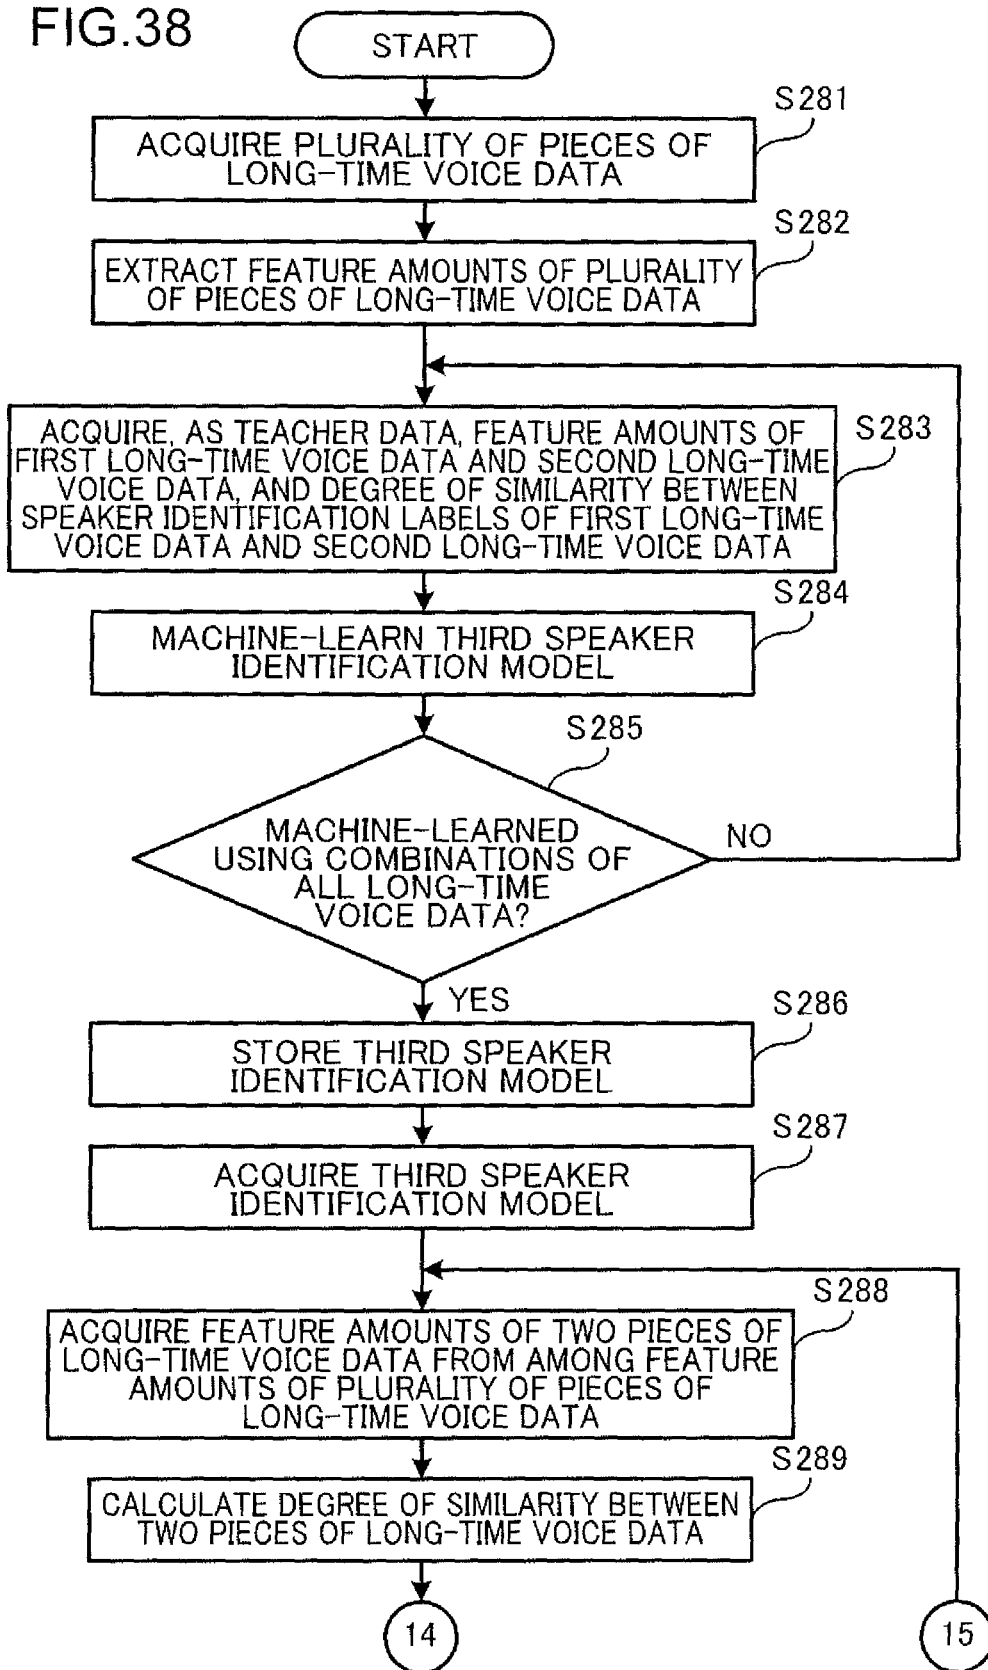 FIG.38
START
S281
ACQUIRE PLURALITY OF PIECES OF
LONG-TIME VOICE DATA
S282
EXTRACT FEATURE AMOUNTS OF PLURALITY
OF PIECES OF LONG-TIME VOICE DATA
S283
ACQUIRE, AS TEACHER DATA, FEATURE AMOUNTS OF
FIRST LONG-TIME VOICE DATA AND SECOND LONG-TIME
VOICE DATA, AND DEGREE OF SIMILARITY BETWEEN
SPEAKER IDENTIFICATION LABELS OF FIRST LONG-TIME
VOICE DATA AND SECOND LONG-TIME VOICE DATA
S284
MACHINE-LEARN THIRD SPEAKER
IDENTIFICATION MODEL
S285
MACHINE-LEARNED
USING COMBINATIONS OF
ALL LONG-TIME
VOICE DATA?
NO
YES
S286
STORE THIRD SPEAKER
IDENTIFICATION MODEL
S287
ACQUIRE THIRD SPEAKER
IDENTIFICATION MODEL
S288
ACQUIRE FEATURE AMOUNTS OF TWO PIECES OF
LONG-TIME VOICE DATA FROM AMONG FEATURE
AMOUNTS OF PLURALITY OF PIECES OF
LONG-TIME VOICE DATA
S289
CALCULATE DEGREE OF SIMILARITY BETWEEN
TWO PIECES OF LONG-TIME VOICE DATA
14
15